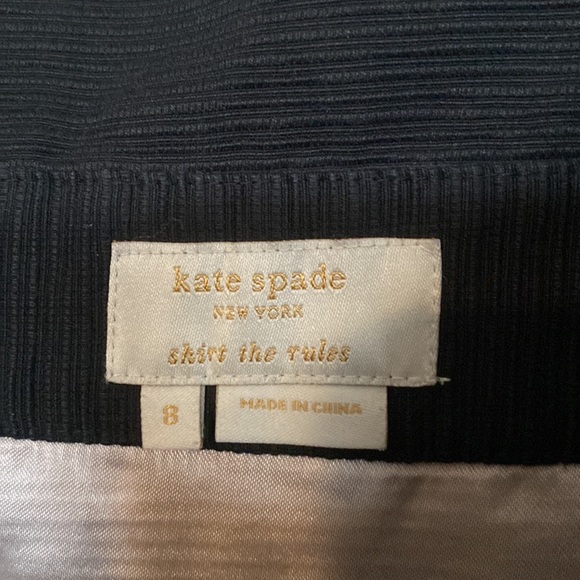 kate spade
NEW YORK
skirt the rules
8
MADE IN CHINA